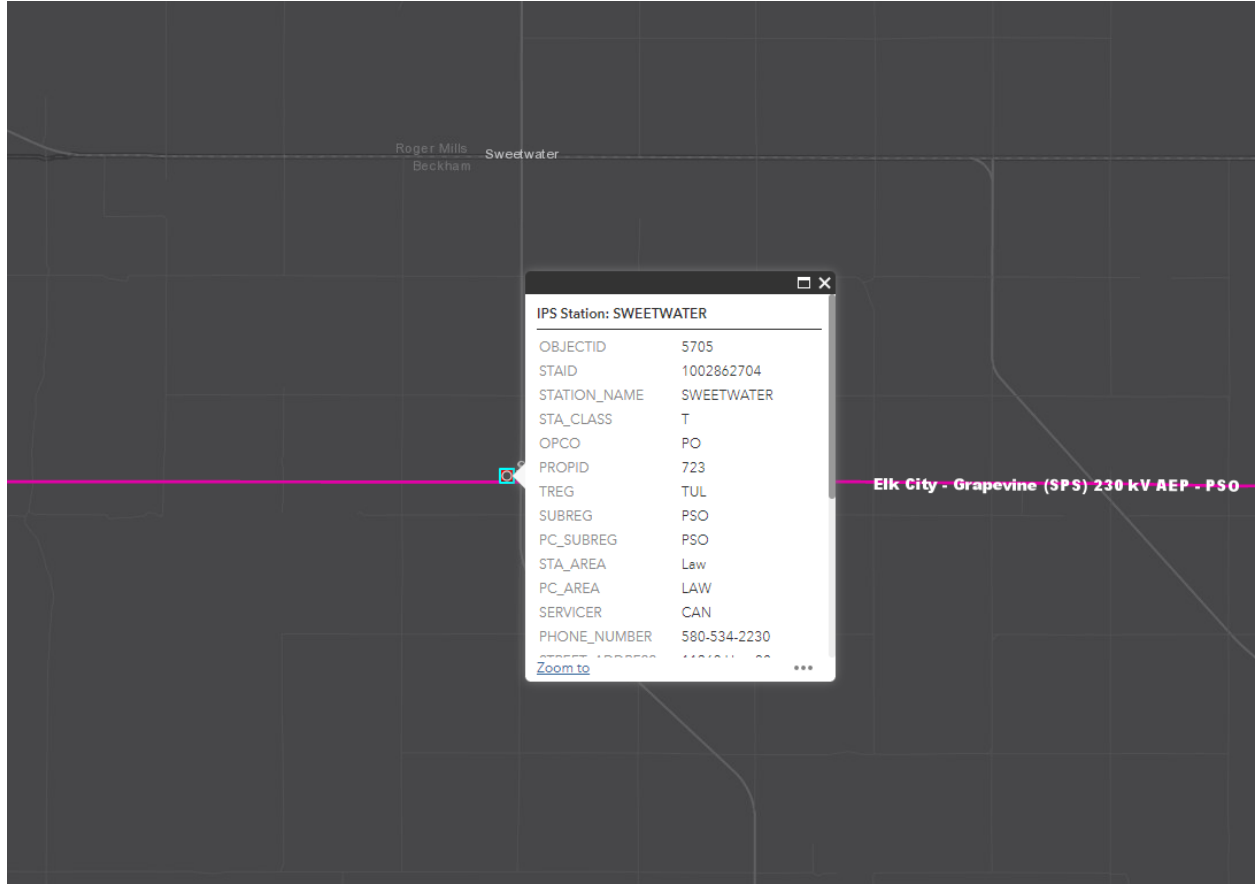 Roger Mills
Beckham
Sweetwater
IPS Station: SWEETWATER
OBJECTID 5705
STAID 1002862704
STATION_NAME SWEETWATER
STA_CLASS T
OPCO PO
PROPID 723
TREG TUL
SUBREG PSO
PC_SUBREG PSO
STA_AREA Law
PC_AREA LAW
SERVICER CAN
PHONE_NUMBER 580-534-2230
Zoom to
Elk City - Grapevine (SPS) 230 kV AEP - PSO